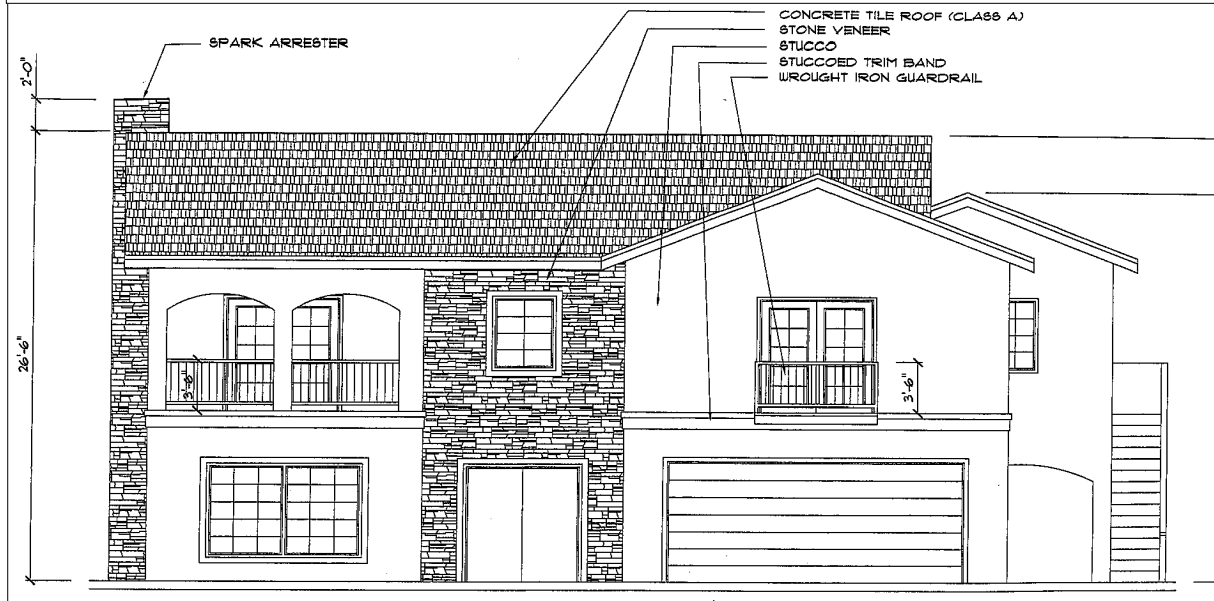 CONCRETE TILE ROOF (CLASS A)
STONE VENEER
STUCCO
STUCCOED TRIM BAND
WROUGHT IRON GUARDRAIL
SPARK ARRESTER
2'-0"
26'-6"
3'-6"
3'-6"